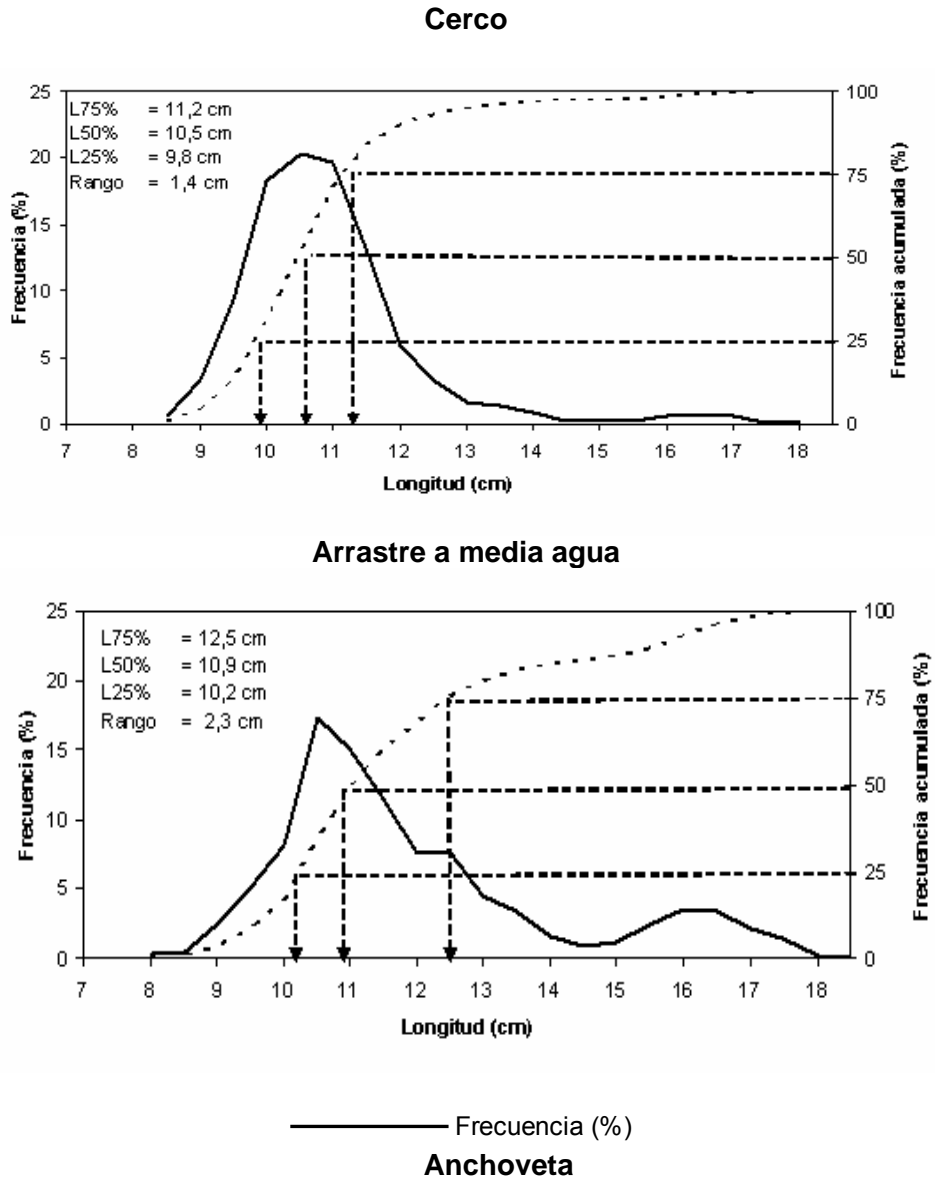 Cerco
25 100
L75% = 11,2 cm
L50% = 10,5 cm
L25% = 9,8 cm
Rango = 1,4 cm
20
75
15
50
10
25
5
0 0
Frecuencia (%)
Frecuencia acumulada (%)
7 8 9 10 11 12 13 14 15 16 17 18
Longitud (cm)
Arrastre a media agua
25 100
L75% = 12,5 cm
L50% = 10,9 cm
L25% = 10,2 cm
Rango = 2,3 cm
20
75
15
50
10
25
5
0 0
Frecuencia (%)
Frecuencia acumulada (%)
7 8 9 10 11 12 13 14 15 16 17 18
Longitud (cm)
Frecuencia (%)
Anchoveta